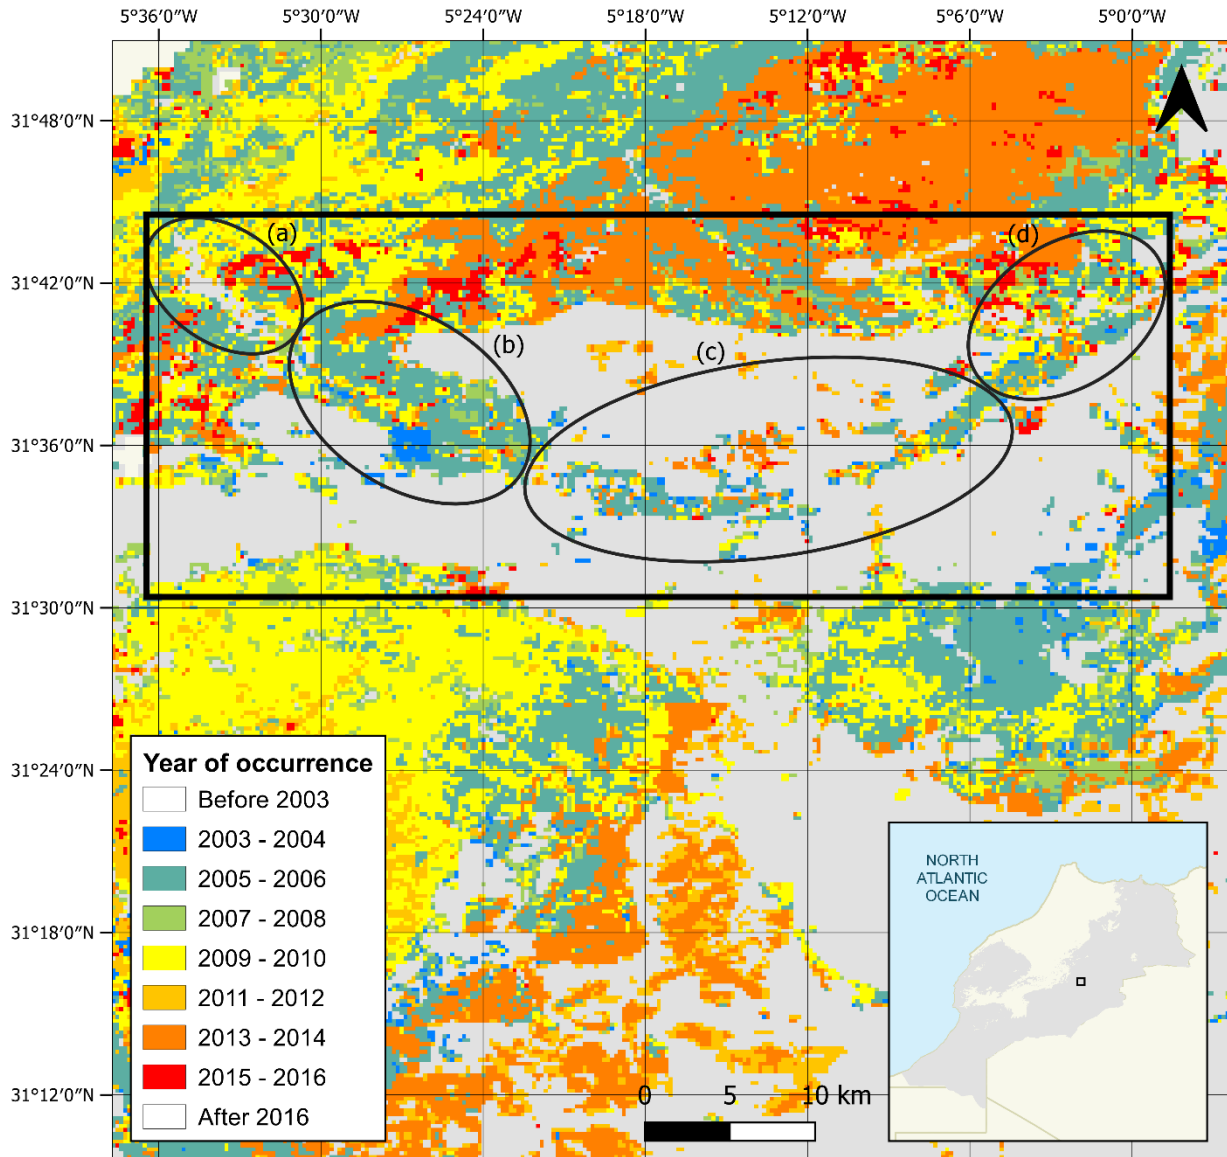 5°36'0"W 5°30'0"W 5°24'0"W 5°18'0"W 5°12'0"W 5°6'0"W 5°0'0"W
31°48'0"N
(a)
(d)
31°42'0"N
(b)
(c)
31°36'0"N
31°30'0"N
31°24'0"N
31°18'0"N
31°12'0"N
Year of occurrence
Before 2003
2003 - 2004
2005 - 2006
2007 - 2008
2009 - 2010
2011 - 2012
2013 - 2014
2015 - 2016
After 2016
0 5 10 km
NORTH
ATLANTIC
OCEAN